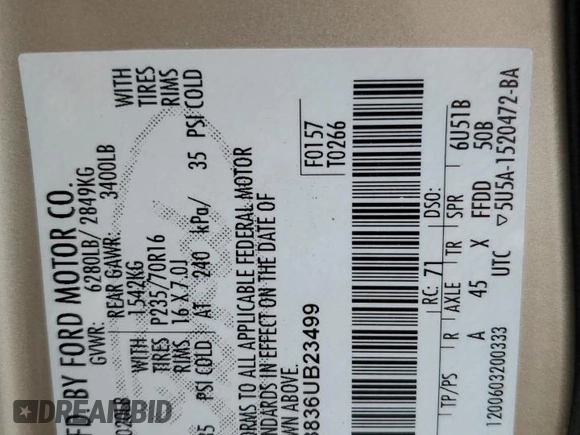 FD. BY FORD MOTOR CO.
GVWR: 6280LB/ 2849KG
REAR GAWR: 3400LB
1542KG WITH
WITH TIRES
P235/70R16 TIRES RIMS
16 X 7.0J RIMS
PSI COLD AT 240 kPa/ 35 PSI COLD
FORMS TO ALL APPLICABLE FEDERAL MOTOR
NDARDS IN EFFECT ON THE DATE OF
WN ABOVE.
F0157
T0266
836UB23499
RC: 71 DSO:
TP/PS R AXLE TR SPR 6U51B
A 45 X FFDD 50B
1200603200333 UTC ▽5U5A-1520472-BA
DREAMBID